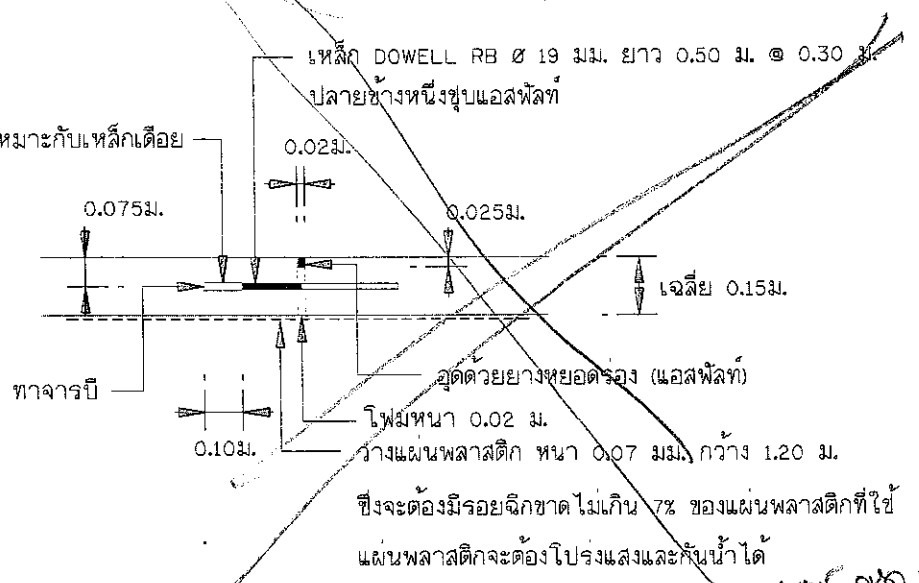 เหล็ก DOWELL RB Ø 19 มม. ยาว 0.50 ม. @ 0.30 ม.
ปลายข้างหนึ่งชุบแอสฟัลท์
หมาะกับเหล็กเดือย
0.02ม.
0.075ม.
0.025ม.
เฉลี่ย 0.15ม.
ทาจารบี
อุดด้วยยางหยอดร่อง (แอสฟัลท์)
โฟมหนา 0.02 ม.
0.10ม.
วางแผ่นพลาสติก หนา 0.07 มม. กว้าง 1.20 ม.
ซึ่งจะต้องมีรอยฉีกขาดไม่เกิน 7% ของแผ่นพลาสติกที่ใช้
แผ่นพลาสติกจะต้องโปร่งแสงและกันน้ำได้